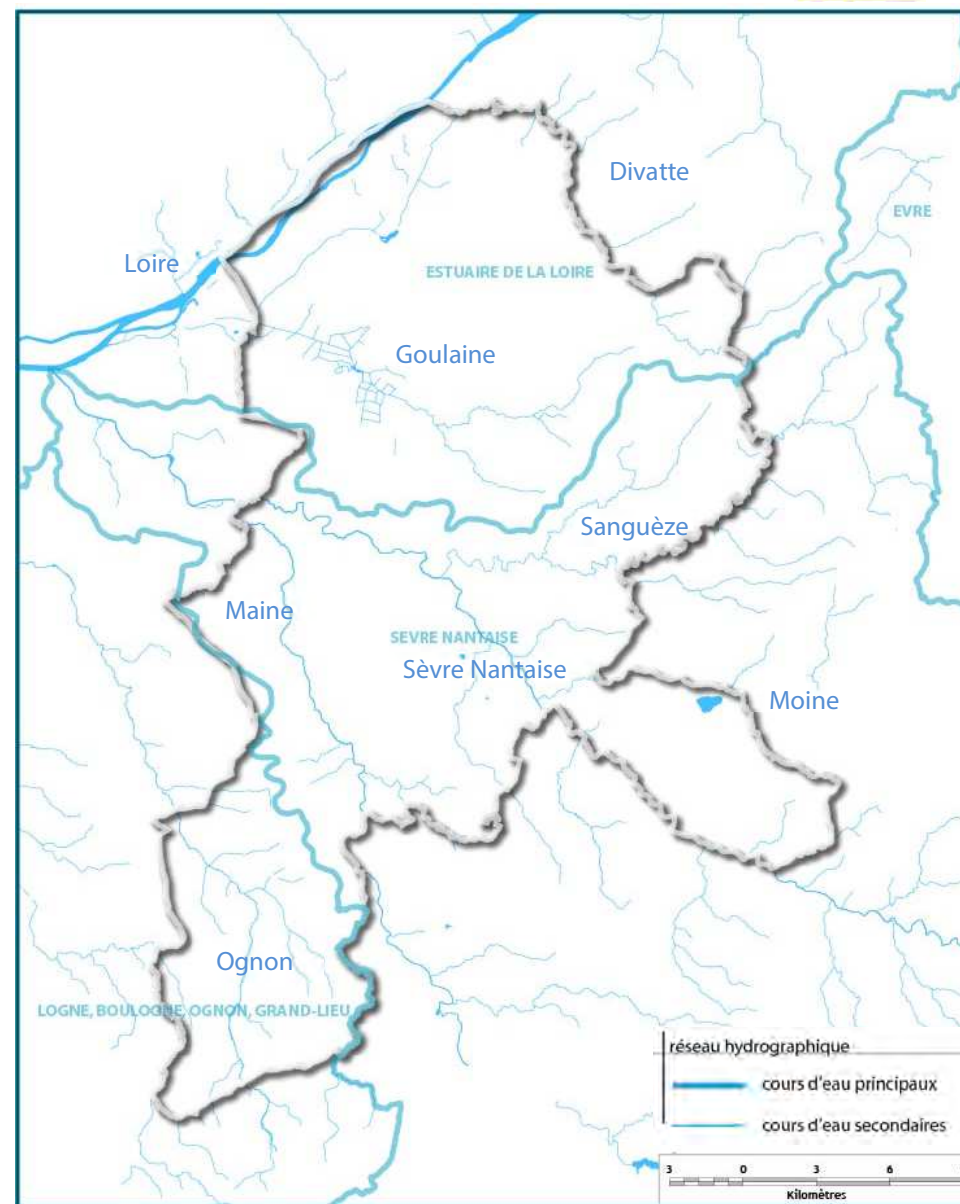 Divatte
EVRE
Loire
ESTUAIRE DE LA LOIRE
Goulaine
Sanguèze
Maine
SEVRE NANTAISE
Sèvre Nantaise
Moine
Ognon
LOGNE, BOULOGNE, OGNON, GRAND-LIEU
réseau hydrographique
cours d'eau principaux
cours d'eau secondaires
3 0 3 6
Kilomètres